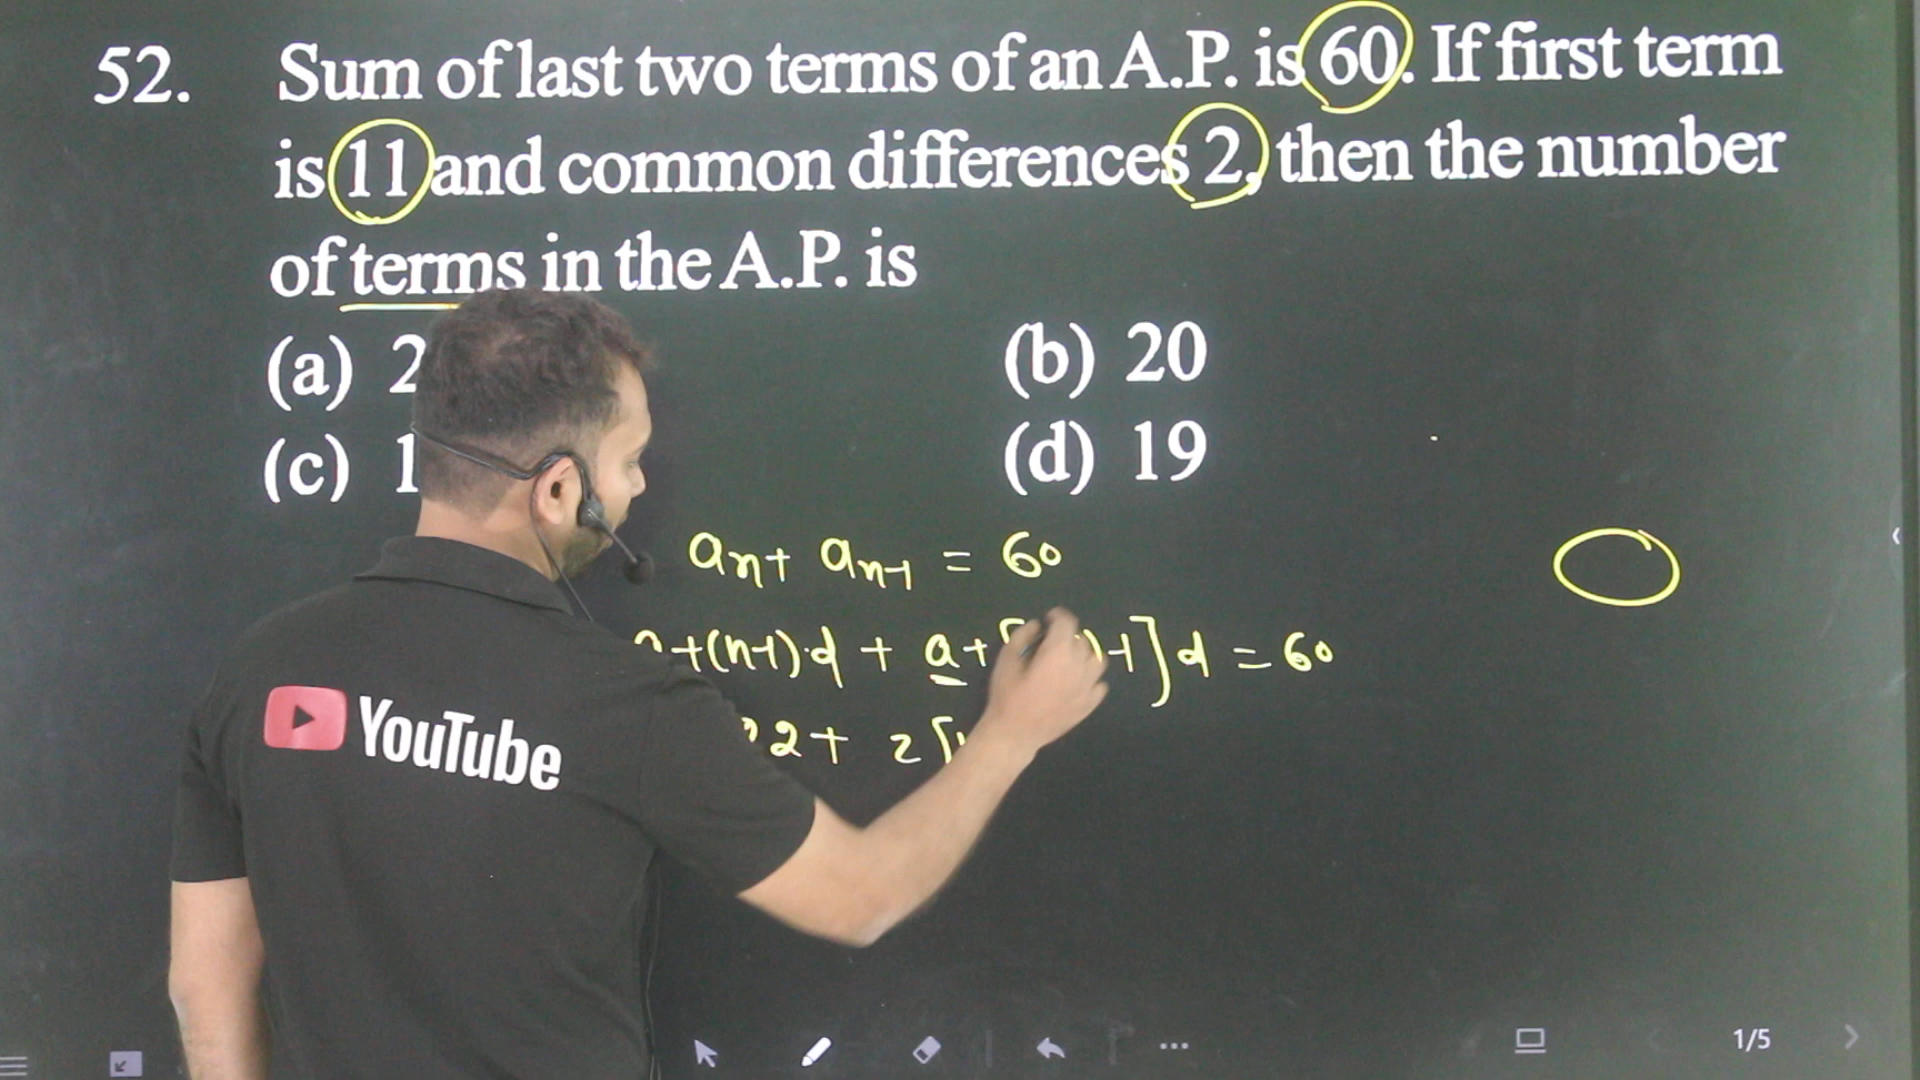 52. Sum of last two terms of an A.P. is 60. If first term
is 11 and common differences 2, then the number
of terms in the A.P. is
(a) 2 (b) 20
(c) 1 (d) 19
an + an-1 = 60
+(n-1).d + a+[ )-1]d = 60
22+ 2[
YouTube
1/5